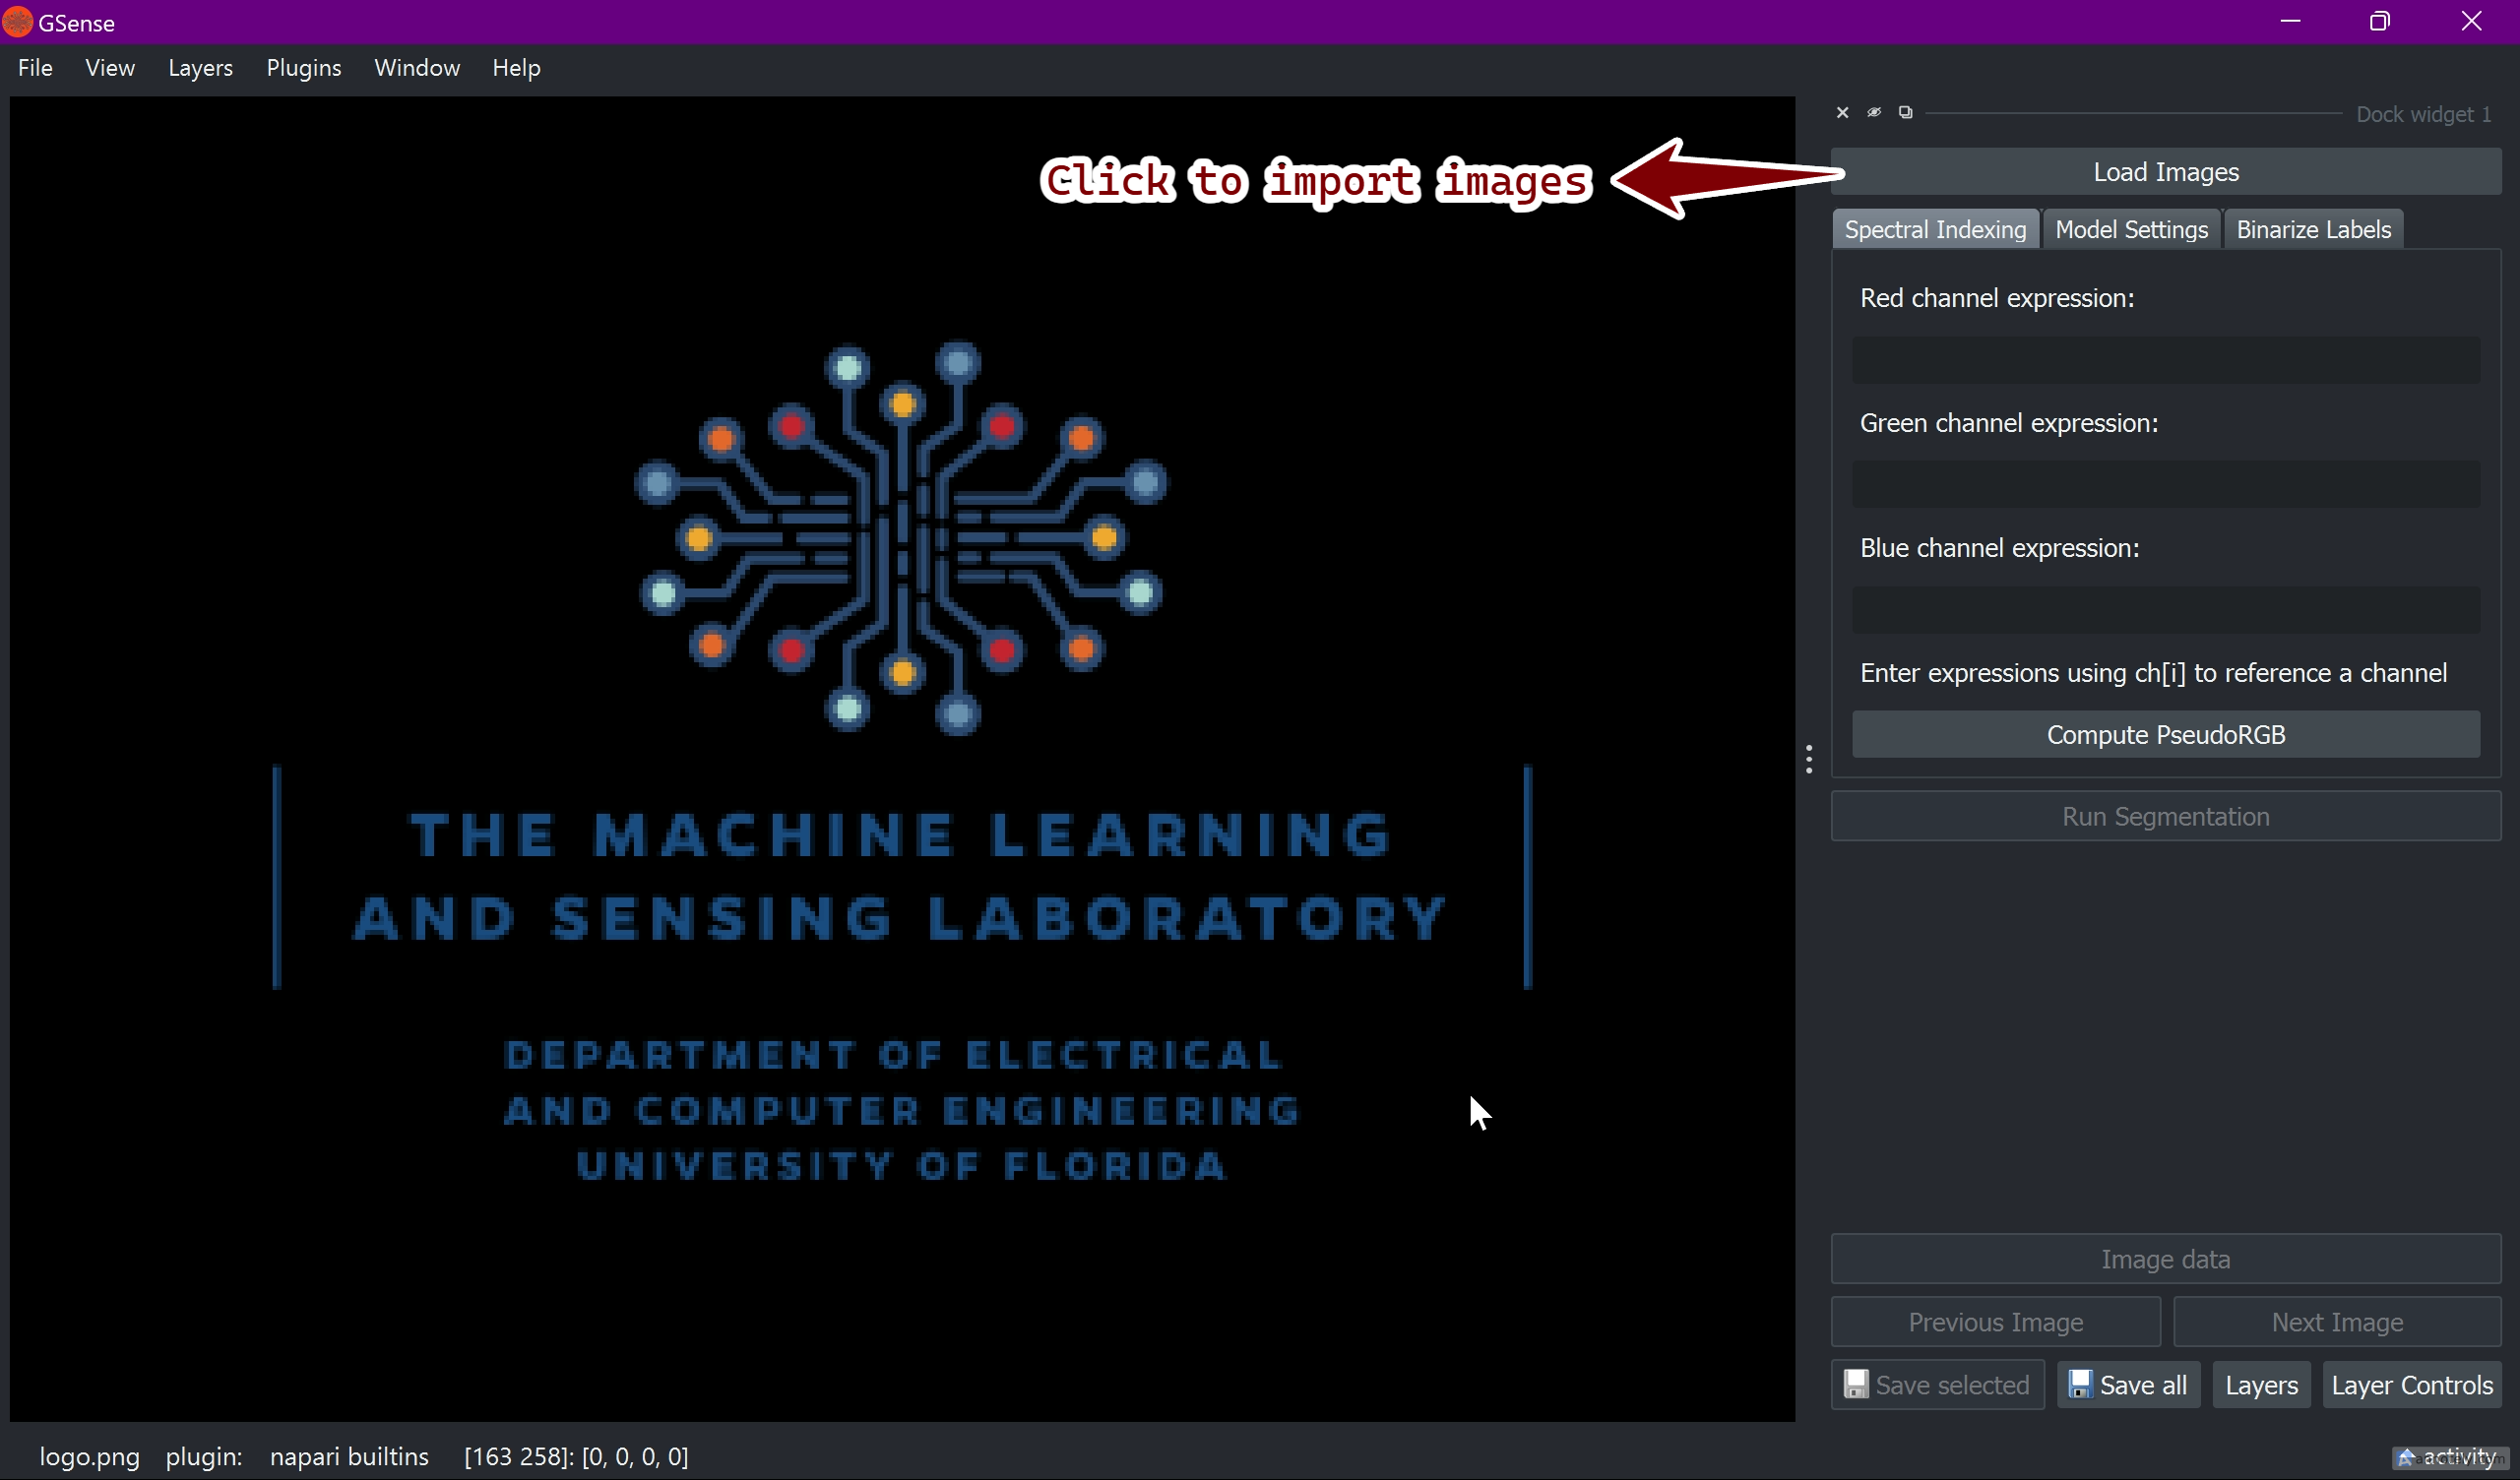 GSense
File View Layers Plugins Window Help
Dock widget 1
Click to import images
Load Images
Spectral Indexing Model Settings Binarize Labels
Red channel expression:
Green channel expression:
Blue channel expression:
Enter expressions using ch[i] to reference a channel
Compute PseudoRGB
Run Segmentation
THE MACHINE LEARNING
AND SENSING LABORATORY
DEPARTMENT OF ELECTRICAL
AND COMPUTER ENGINEERING
UNIVERSITY OF FLORIDA
Image data
Previous Image Next Image
Save selected Save all Layers Layer Controls
logo.png plugin: napari builtins [163 258]: [0, 0, 0, 0]
activity